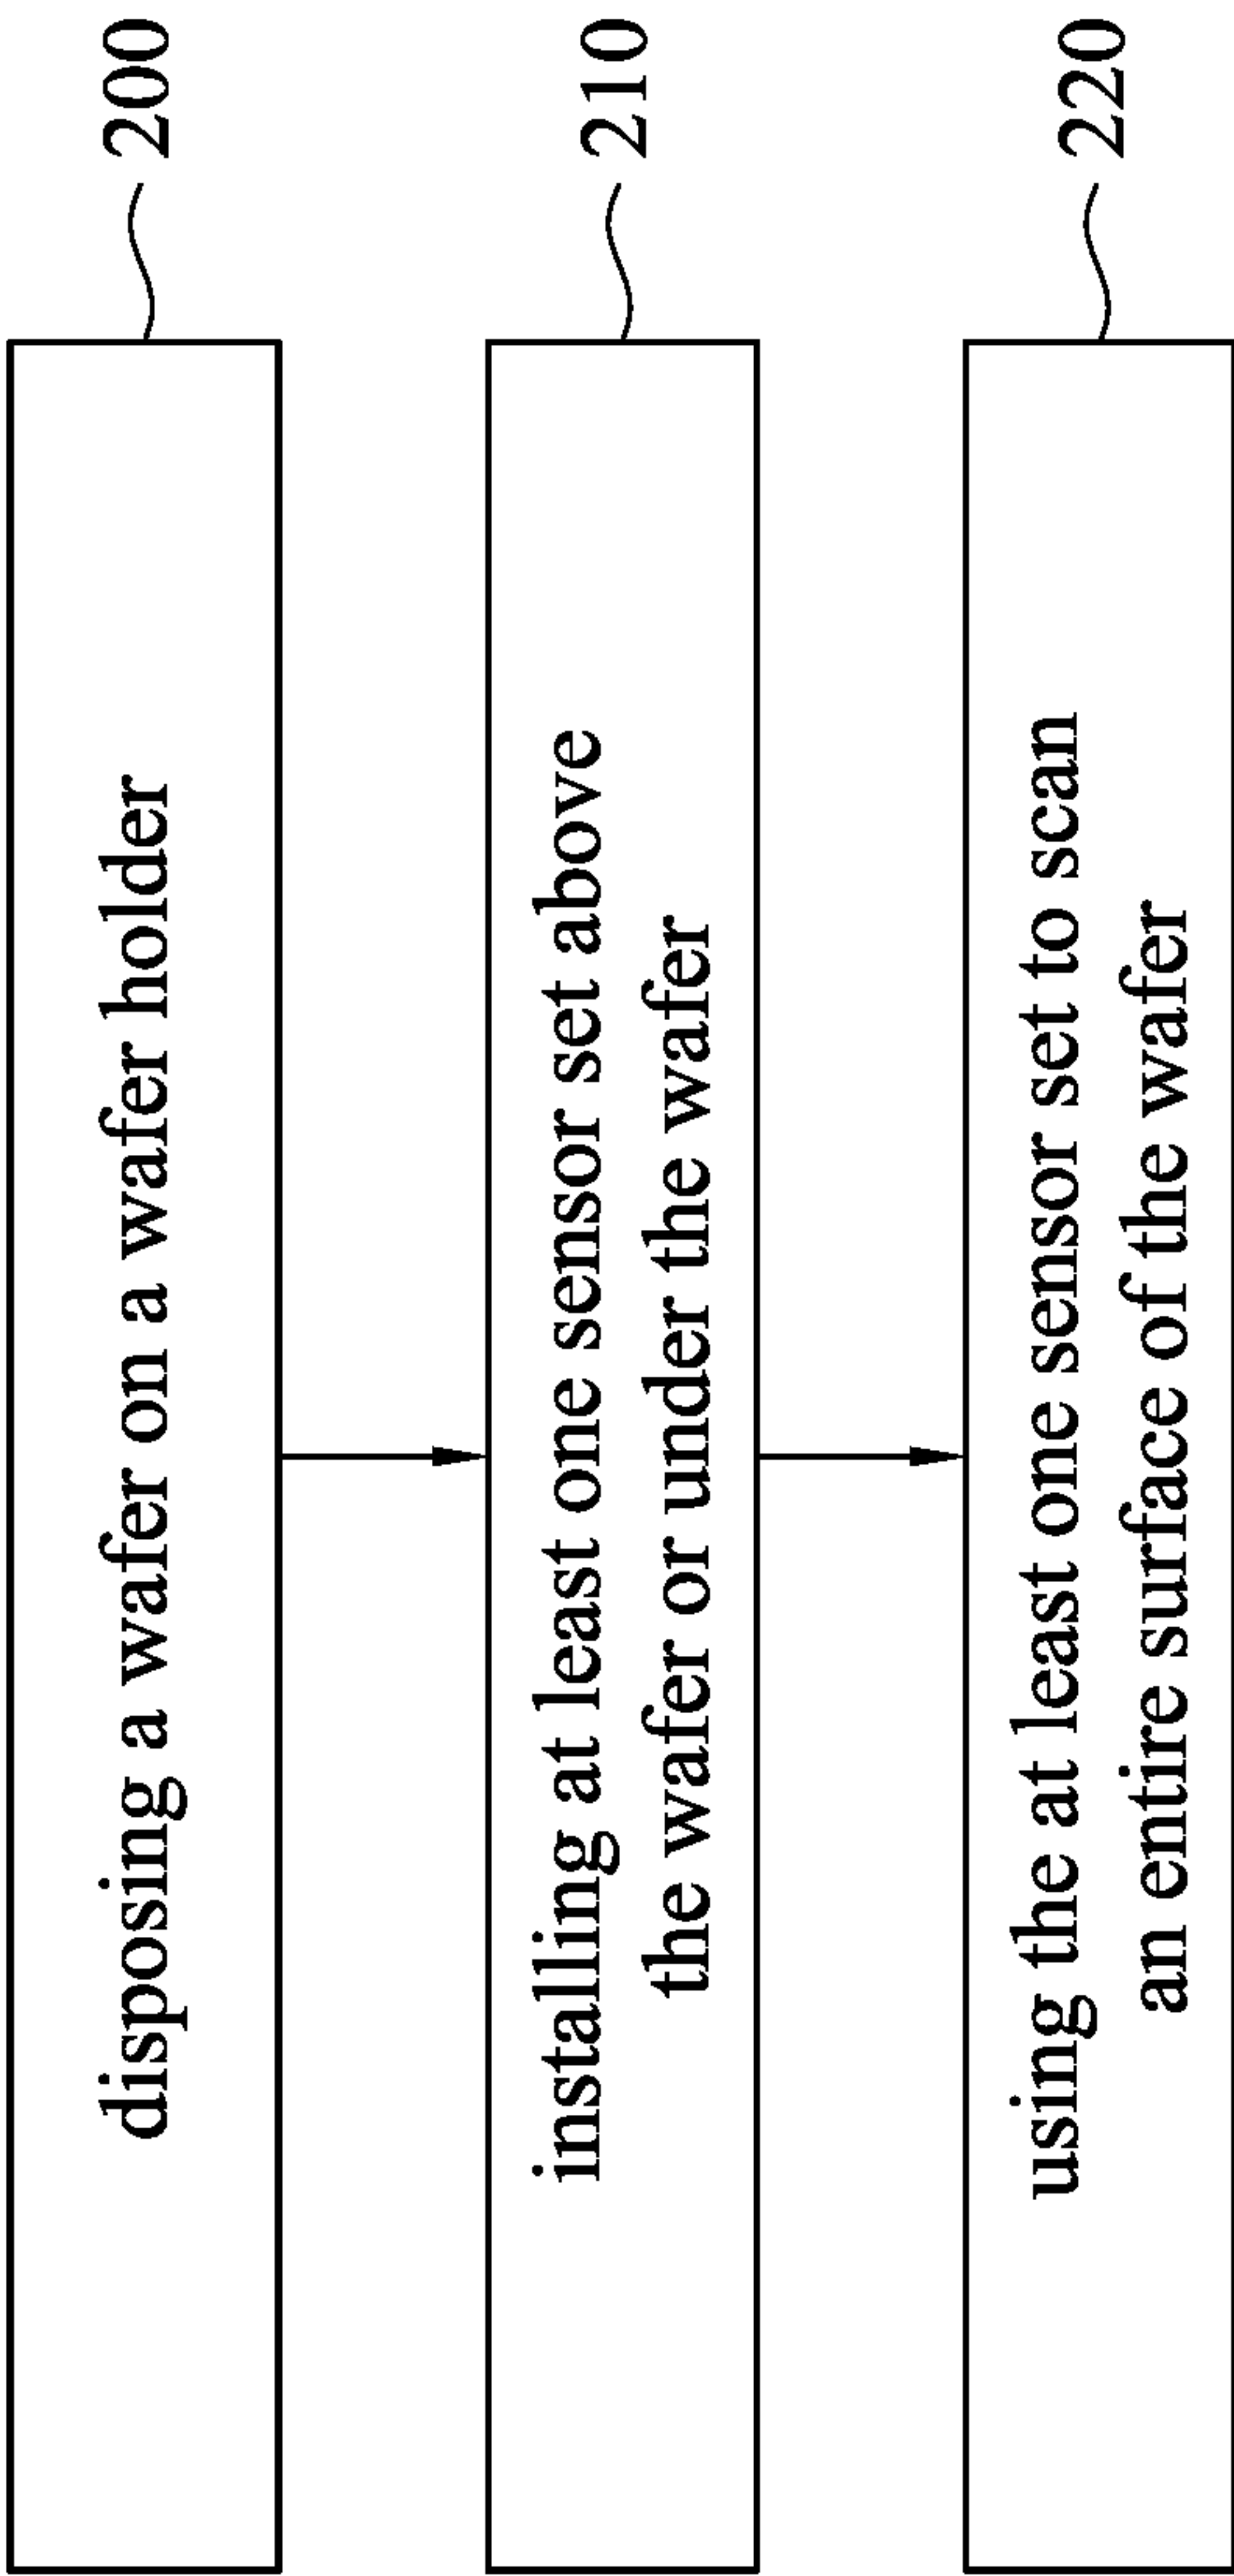 disposing a wafer on a wafer holder
200
installing at least one sensor set above
the wafer or under the wafer
210
using the at least one sensor set to scan
an entire surface of the wafer
220